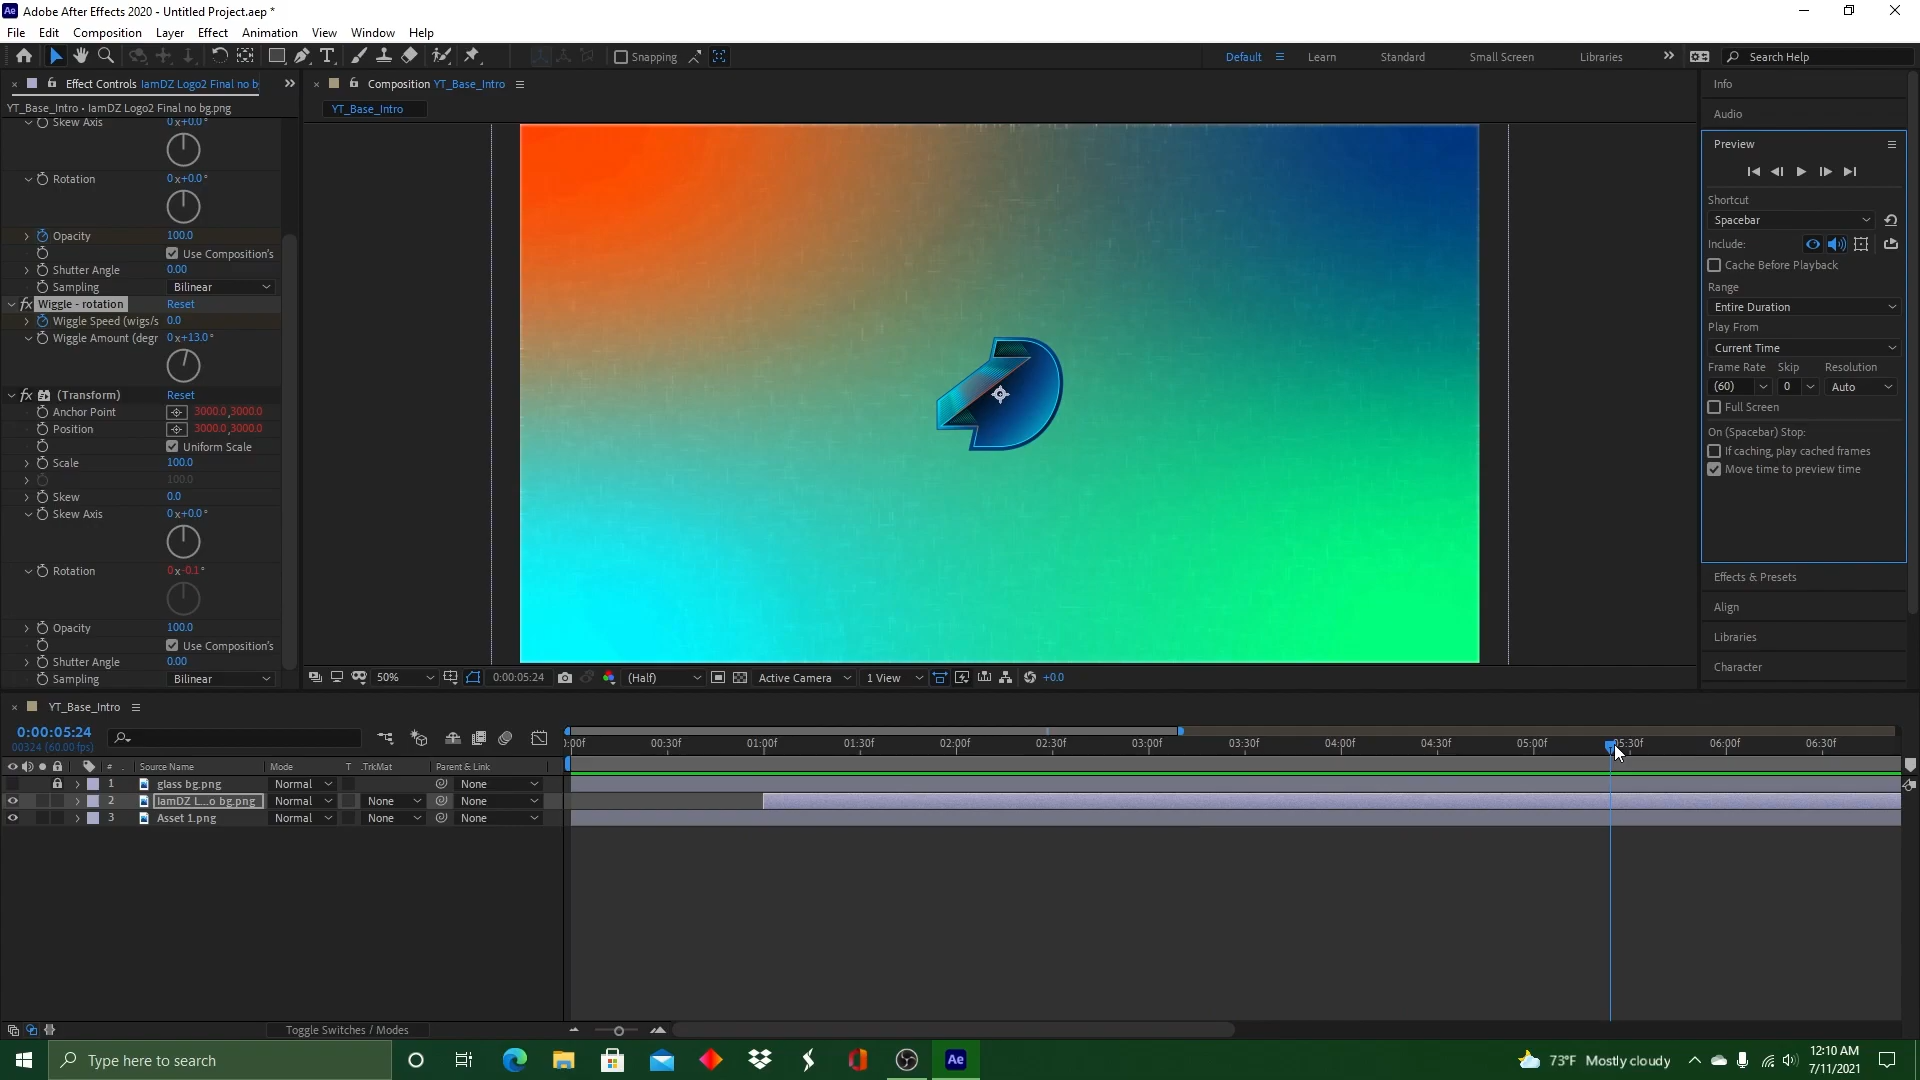 Adobe After Effects 2020 - Untitled Project.aep *
File Edit Composition Layer Effect Animation View Window Help
Snapping
Default Learn Standard Small Screen Libraries Search Help
Effect Controls IamDZ Logo2 Final no b
YT_Base_Intro • IamDZ Logo2 Final no bg.png
Skew Axis 0x+0.0°
Rotation 0x+0.0°
Opacity 100.0
Use Composition's
Shutter Angle 0.00
Sampling Bilinear
fx Wiggle - rotation Reset
Wiggle Speed (wigs/s 0.0
Wiggle Amount (degr 0x+13.0°
fx (Transform) Reset
Anchor Point 3000.0,3000.0
Position 3000.0,3000.0
Uniform Scale
Scale 100.0
100.0
Skew 0.0
Skew Axis 0x+0.0°
Rotation 0x-0.1°
Opacity 100.0
Use Composition's
Shutter Angle 0.00
Sampling Bilinear
Composition YT_Base_Intro
YT_Base_Intro
50% 0:00:05:24 (Half) Active Camera 1 View +0.0
Info
Audio
Preview
Shortcut
Spacebar
Include:
Cache Before Playback
Range
Entire Duration
Play From
Current Time
Frame Rate Skip Resolution
(60) 0 Auto
Full Screen
On (Spacebar) Stop:
If caching, play cached frames
Move time to preview time
Effects & Presets
Align
Libraries
Character
YT_Base_Intro
0:00:05:24
00324 (60.00 fps)
):00f 00:30f 01:00f 01:30f 02:00f 02:30f 03:00f 03:30f 04:00f 04:30f 05:00f 05:30f 06:00f 06:30f
# Source Name Mode T .TrkMat Parent & Link
1 glass bg.png Normal None
2 IamDZ L...o bg.png Normal None None
3 Asset 1.png Normal None None
Toggle Switches / Modes
Type here to search
Ae
73°F Mostly cloudy
12:10 AM
7/11/2021